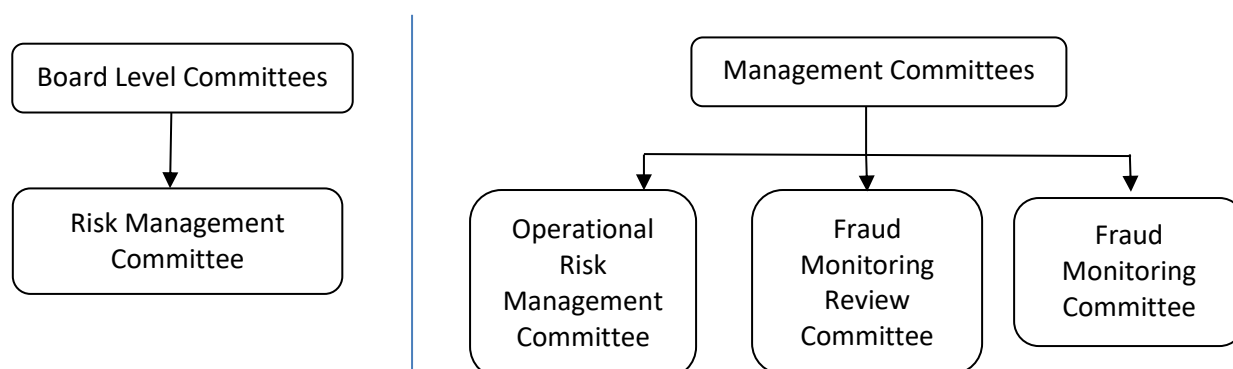 Board Level Committees
Risk Management
Committee
Management Committees
Operational
Risk
Management
Committee
Fraud
Monitoring
Review
Committee
Fraud
Monitoring
Committee